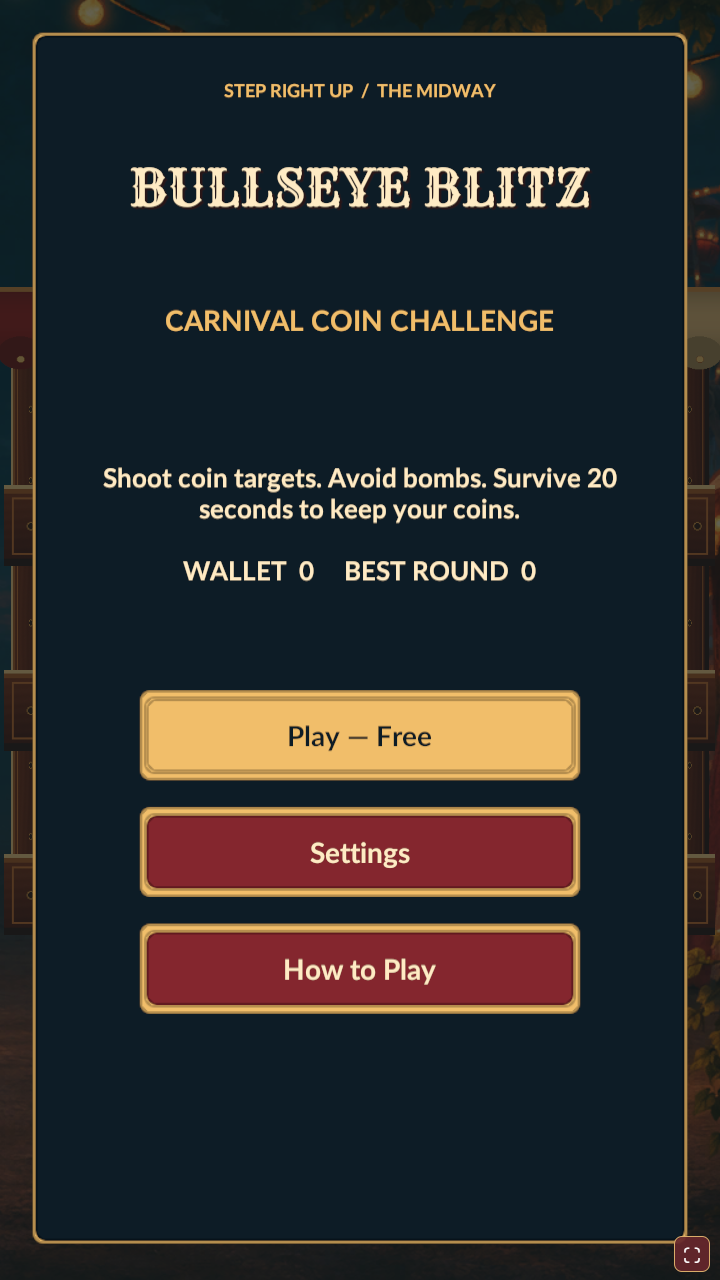 STEP RIGHT UP / THE MIDWAY
BULLSEYE BLITZ
CARNIVAL COIN CHALLENGE
Shoot coin targets. Avoid bombs. Survive 20
seconds to keep your coins.
WALLET 0 BEST ROUND 0
Play — Free
Settings
How to Play